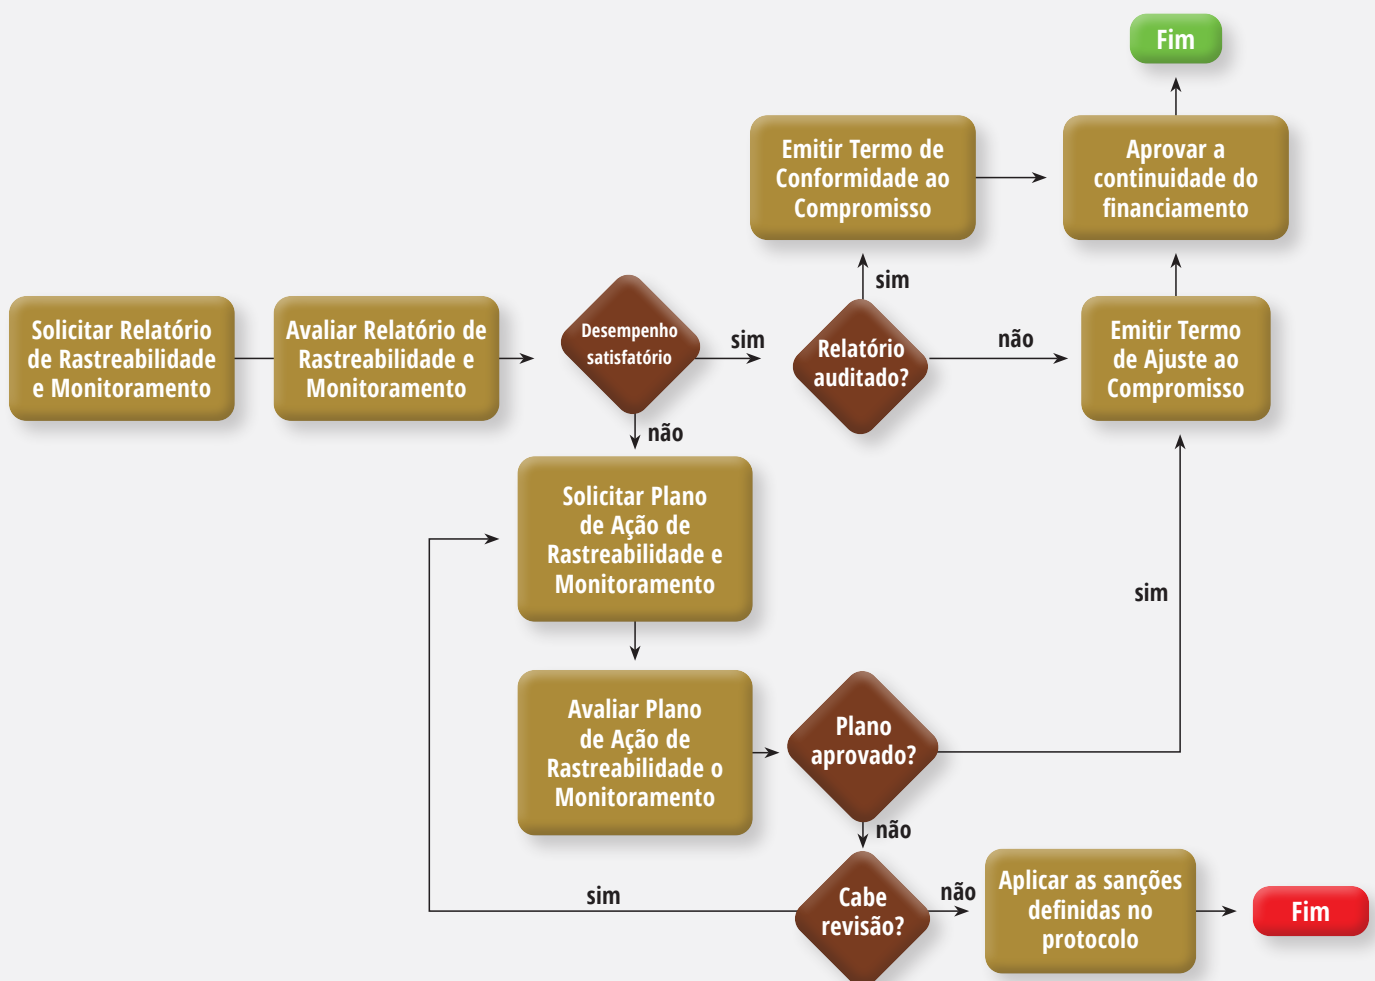 Fim
Emitir Termo de
Conformidade ao
Compromisso
Aprovar a
continuidade do
financiamento
sim
Solicitar Relatório
de Rastreabilidade
e Monitoramento
Avaliar Relatório de
Rastreabilidade e
Monitoramento
Desempenho
satisfatório
sim
Relatório
auditado?
não
Emitir Termo
de Ajuste ao
Compromisso
não
Solicitar Plano
de Ação de
Rastreabilidade e
Monitoramento
sim
Avaliar Plano
de Ação de
Rastreabilidade o
Monitoramento
Plano
aprovado?
não
sim
Cabe
revisão?
não
Aplicar as sanções
definidas no
protocolo
Fim